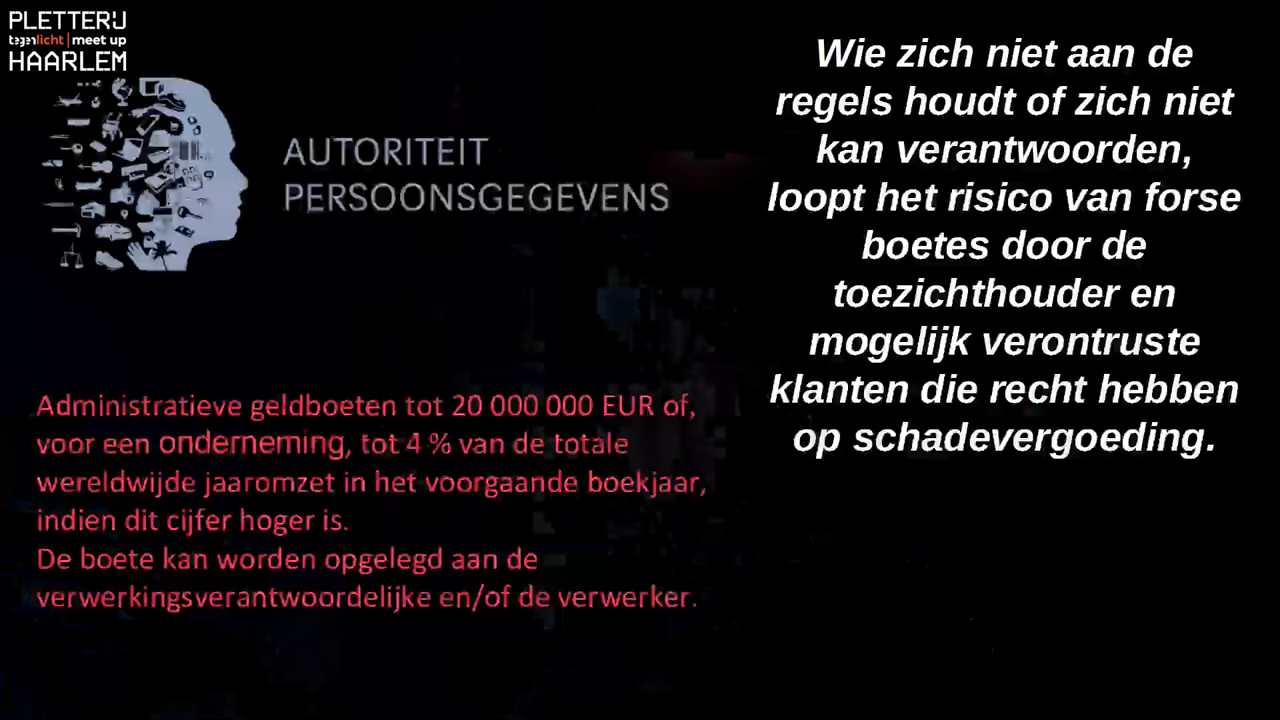 PLETTERIJ
tegenlicht | meet up
HAARLEM
AUTORITEIT
PERSOONSGEGEVENS
Administratieve geldboeten tot 20 000 000 EUR of,
voor een onderneming, tot 4 % van de totale
wereldwijde jaaromzet in het voorgaande boekjaar,
indien dit cijfer hoger is.
De boete kan worden opgelegd aan de
verwerkingsverantwoordelijke en/of de verwerker.
Wie zich niet aan de
regels houdt of zich niet
kan verantwoorden,
loopt het risico van forse
boetes door de
toezichthouder en
mogelijk verontruste
klanten die recht hebben
op schadevergoeding.